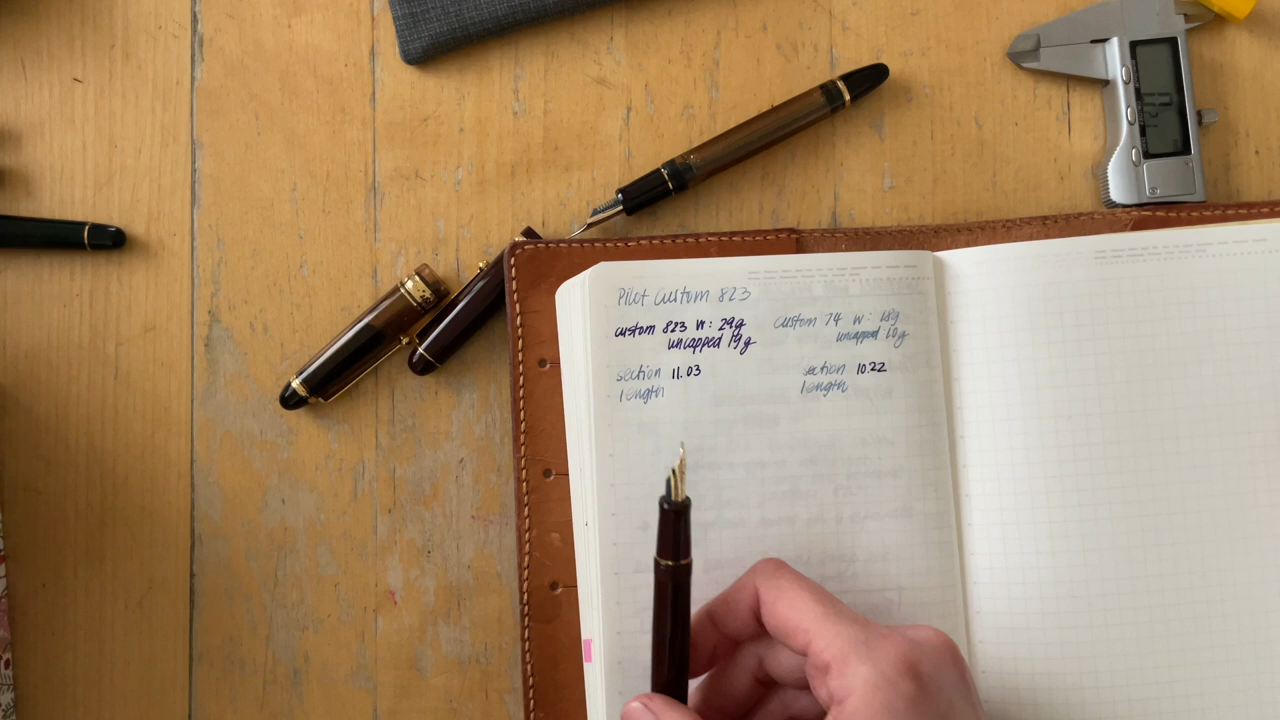 Pilot Custom 823
custom 823 W: 29g
uncapped 19g
section 11.03
length
custom 74 W: 18g
uncapped 10g
section 10.22
length